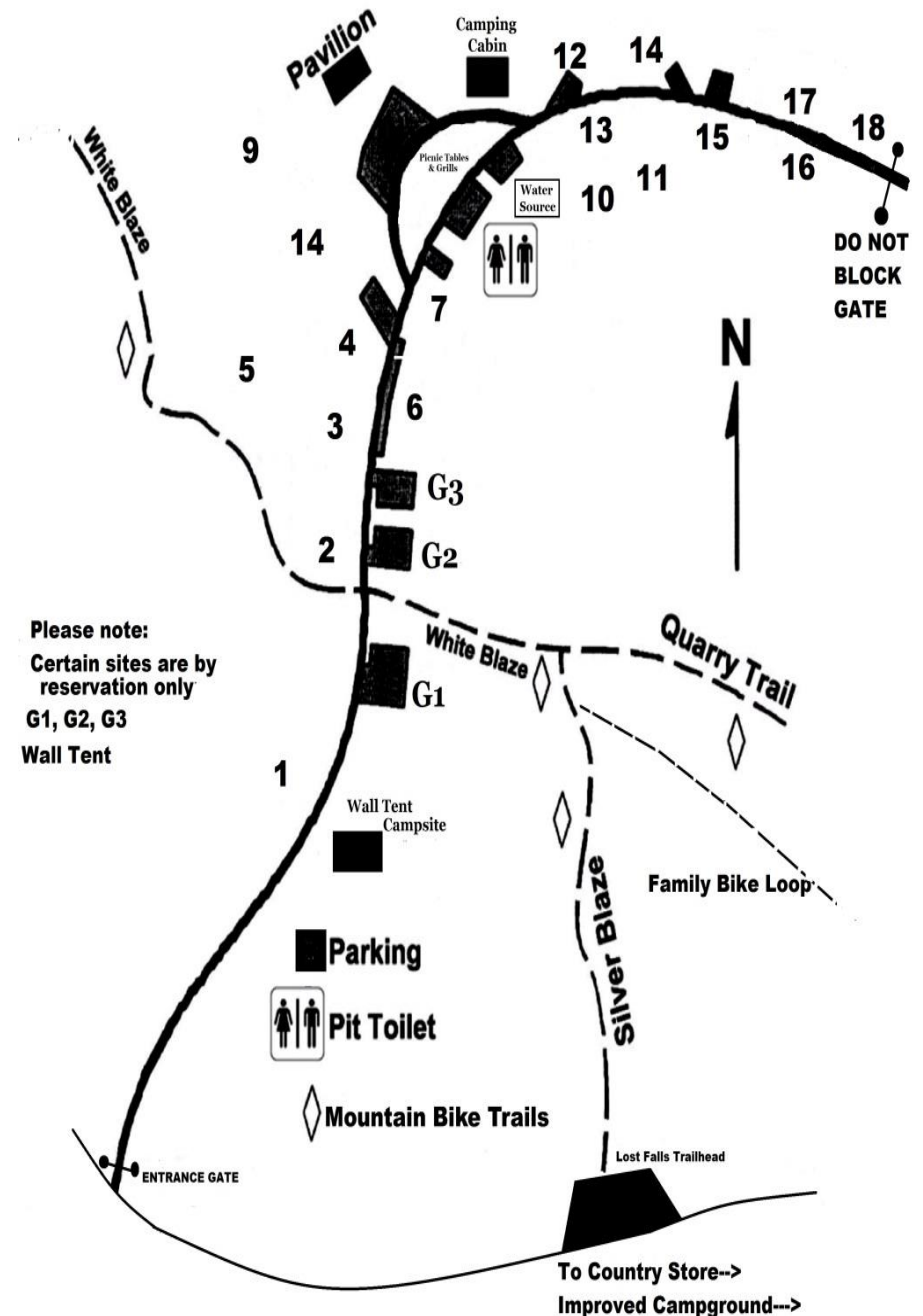 Camping
Cabin
Pavilion
12
14
17
18
13
15
16
9
Picnic Tables
& Grills
Water
Source
10
11
White Blaze
14
DO NOT
BLOCK
GATE
7
4
5
N
3
6
G3
2
G2
White Blaze
Quarry Trail
Please note:
Certain sites are by
reservation only
G1, G2, G3
Wall Tent
G1
1
Wall Tent
Campsite
Family Bike Loop
Silver Blaze
Parking
Pit Toilet
Mountain Bike Trails
Lost Falls Trailhead
ENTRANCE GATE
To Country Store-->
Improved Campground--->